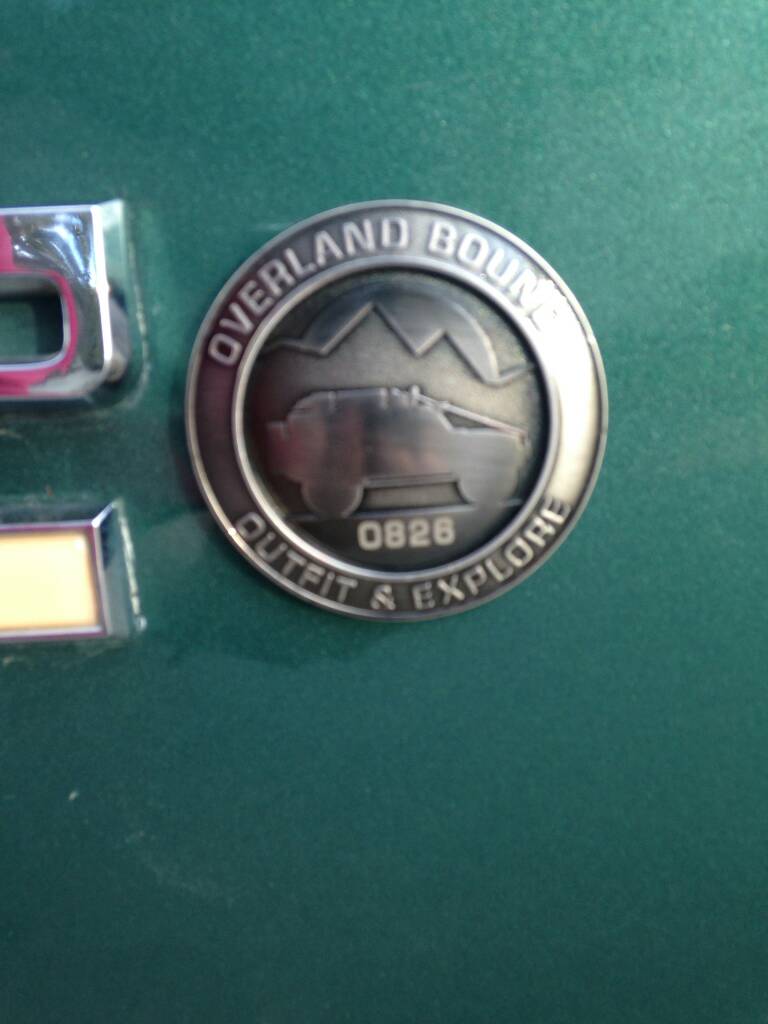 OVERLAND BOUND
0826
OUTFIT & EXPLORE